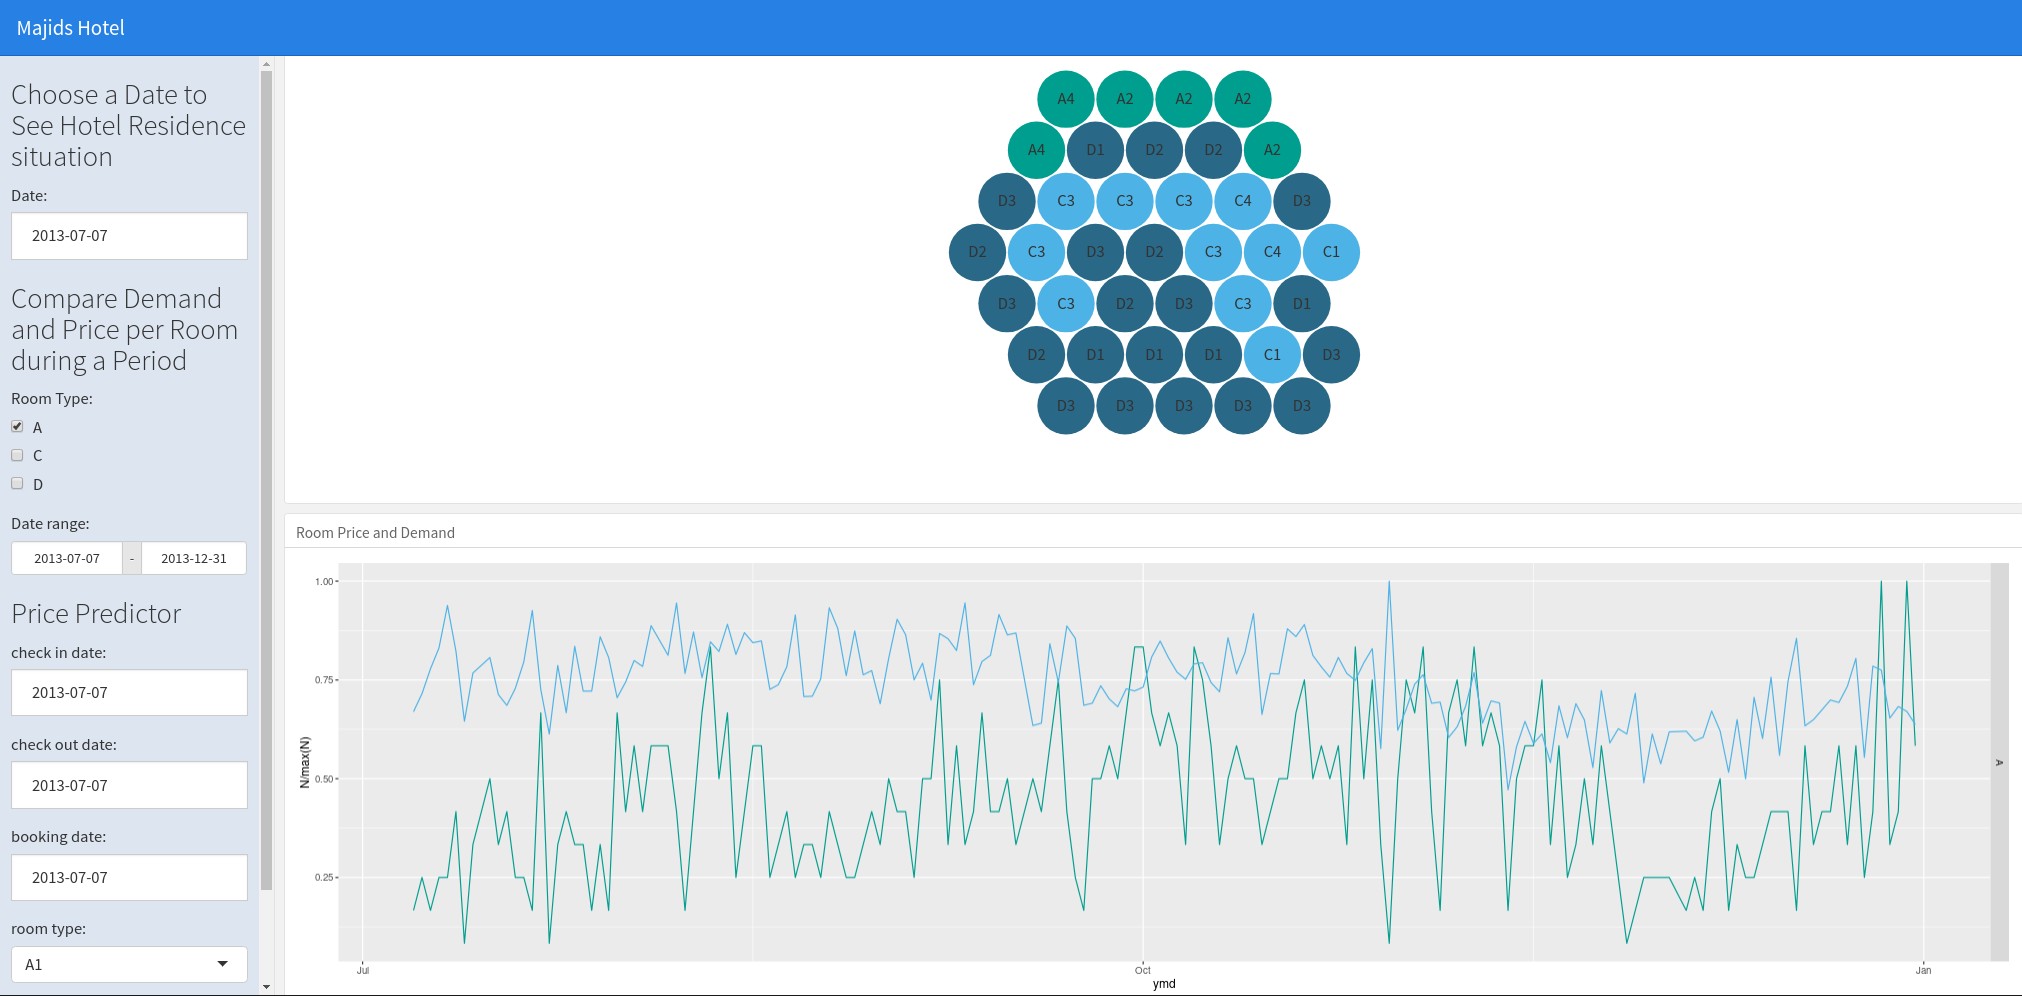 Majids Hotel
Choose a Date to
See Hotel Residence
situation
Date:
2013-07-07
Compare Demand
and Price per Room
during a Period
Room Type:
A
C
D
Date range:
2013-07-07 - 2013-12-31
Price Predictor
check in date:
2013-07-07
check out date:
2013-07-07
booking date:
2013-07-07
room type:
A1
A4 A2 A2 A2
A4 D1 D2 D2 A2
D3 C3 C3 C3 C4 D3
D2 C3 D3 D2 C3 C4 C1
D3 C3 D2 D3 C3 D1
D2 D1 D1 D1 C1 D3
D3 D3 D3 D3 D3
Room Price and Demand
1.00
0.75
0.50
0.25
N/max(N)
A
Jul Oct Jan
ymd